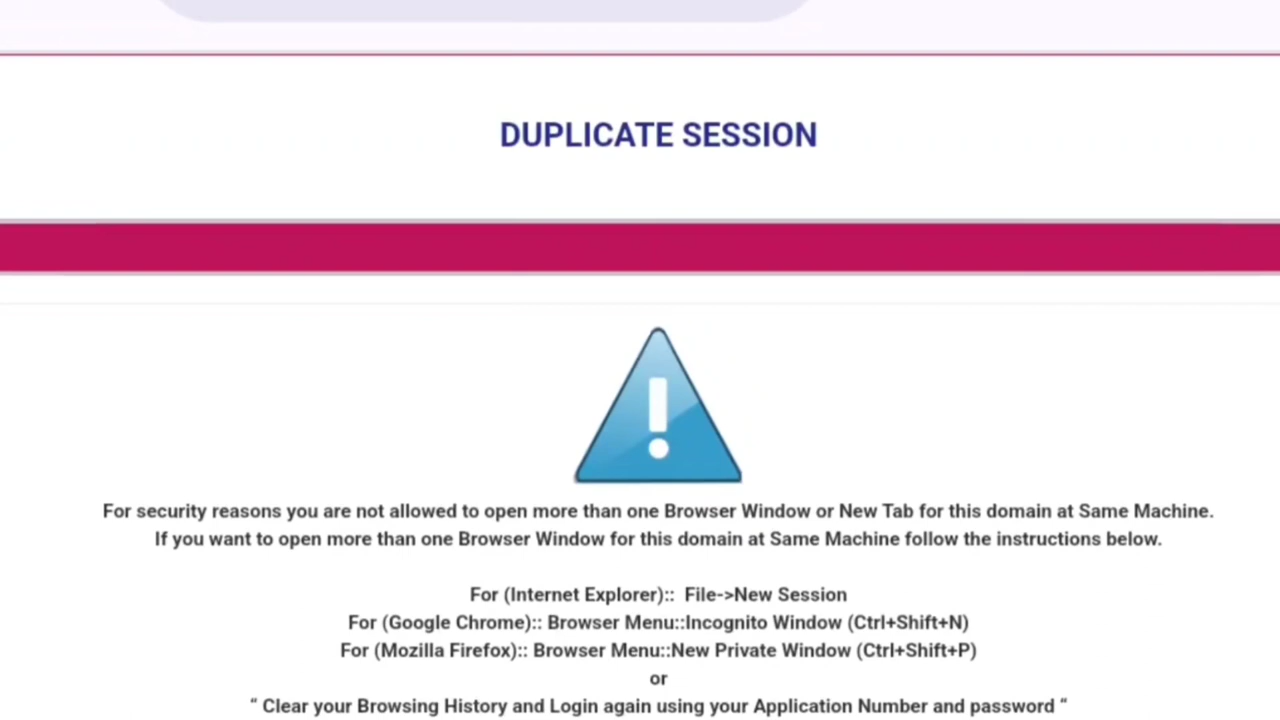 DUPLICATE SESSION
For security reasons you are not allowed to open more than one Browser Window or New Tab for this domain at Same Machine.
If you want to open more than one Browser Window for this domain at Same Machine follow the instructions below.
For (Internet Explorer):: File->New Session
For (Google Chrome):: Browser Menu::Incognito Window (Ctrl+Shift+N)
For (Mozilla Firefox):: Browser Menu::New Private Window (Ctrl+Shift+P)
or
“ Clear your Browsing History and Login again using your Application Number and password “